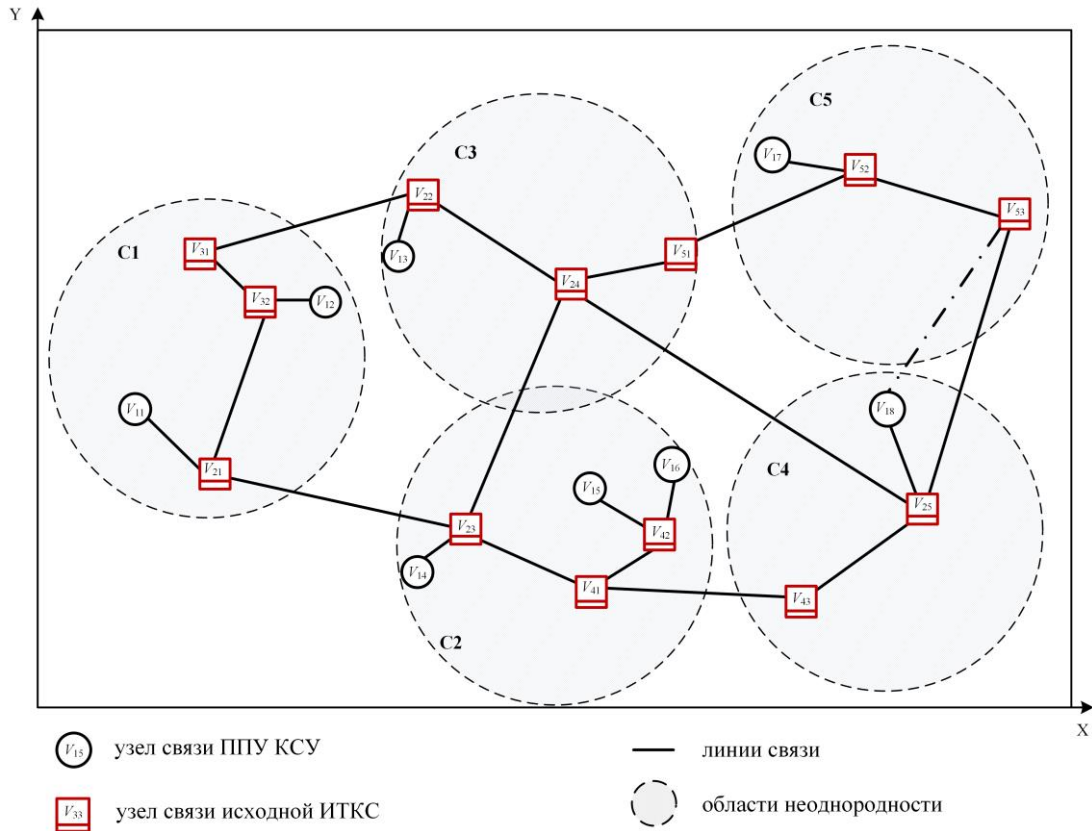 Y
C5
C3
V17
V52
V22
V53
C1
V31
V51
V13
V24
V32
V12
V11
V18
V16
C4
V21
V15
V25
V23
V42
V14
V41
V43
C2
X
V15 узел связи ППУ КСУ
линии связи
V33 узел связи исходной ИТКС
области неоднородности